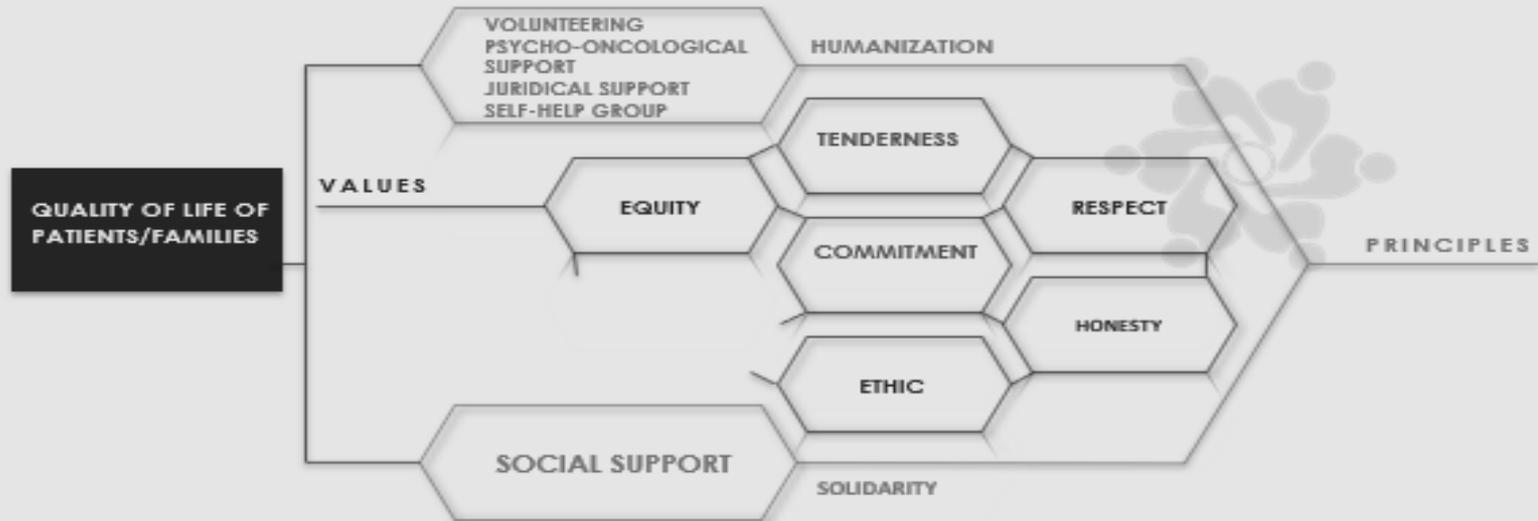 VOLUNTEERING
PSYCHO-ONCOLOGICAL
SUPPORT
JURIDICAL SUPPORT
SELF-HELP GROUP
HUMANIZATION
TENDERNESS
VALUES
QUALITY OF LIFE OF
PATIENTS/FAMILIES
EQUITY
RESPECT
COMMITMENT
PRINCIPLES
HONESTY
ETHIC
SOCIAL SUPPORT
SOLIDARITY